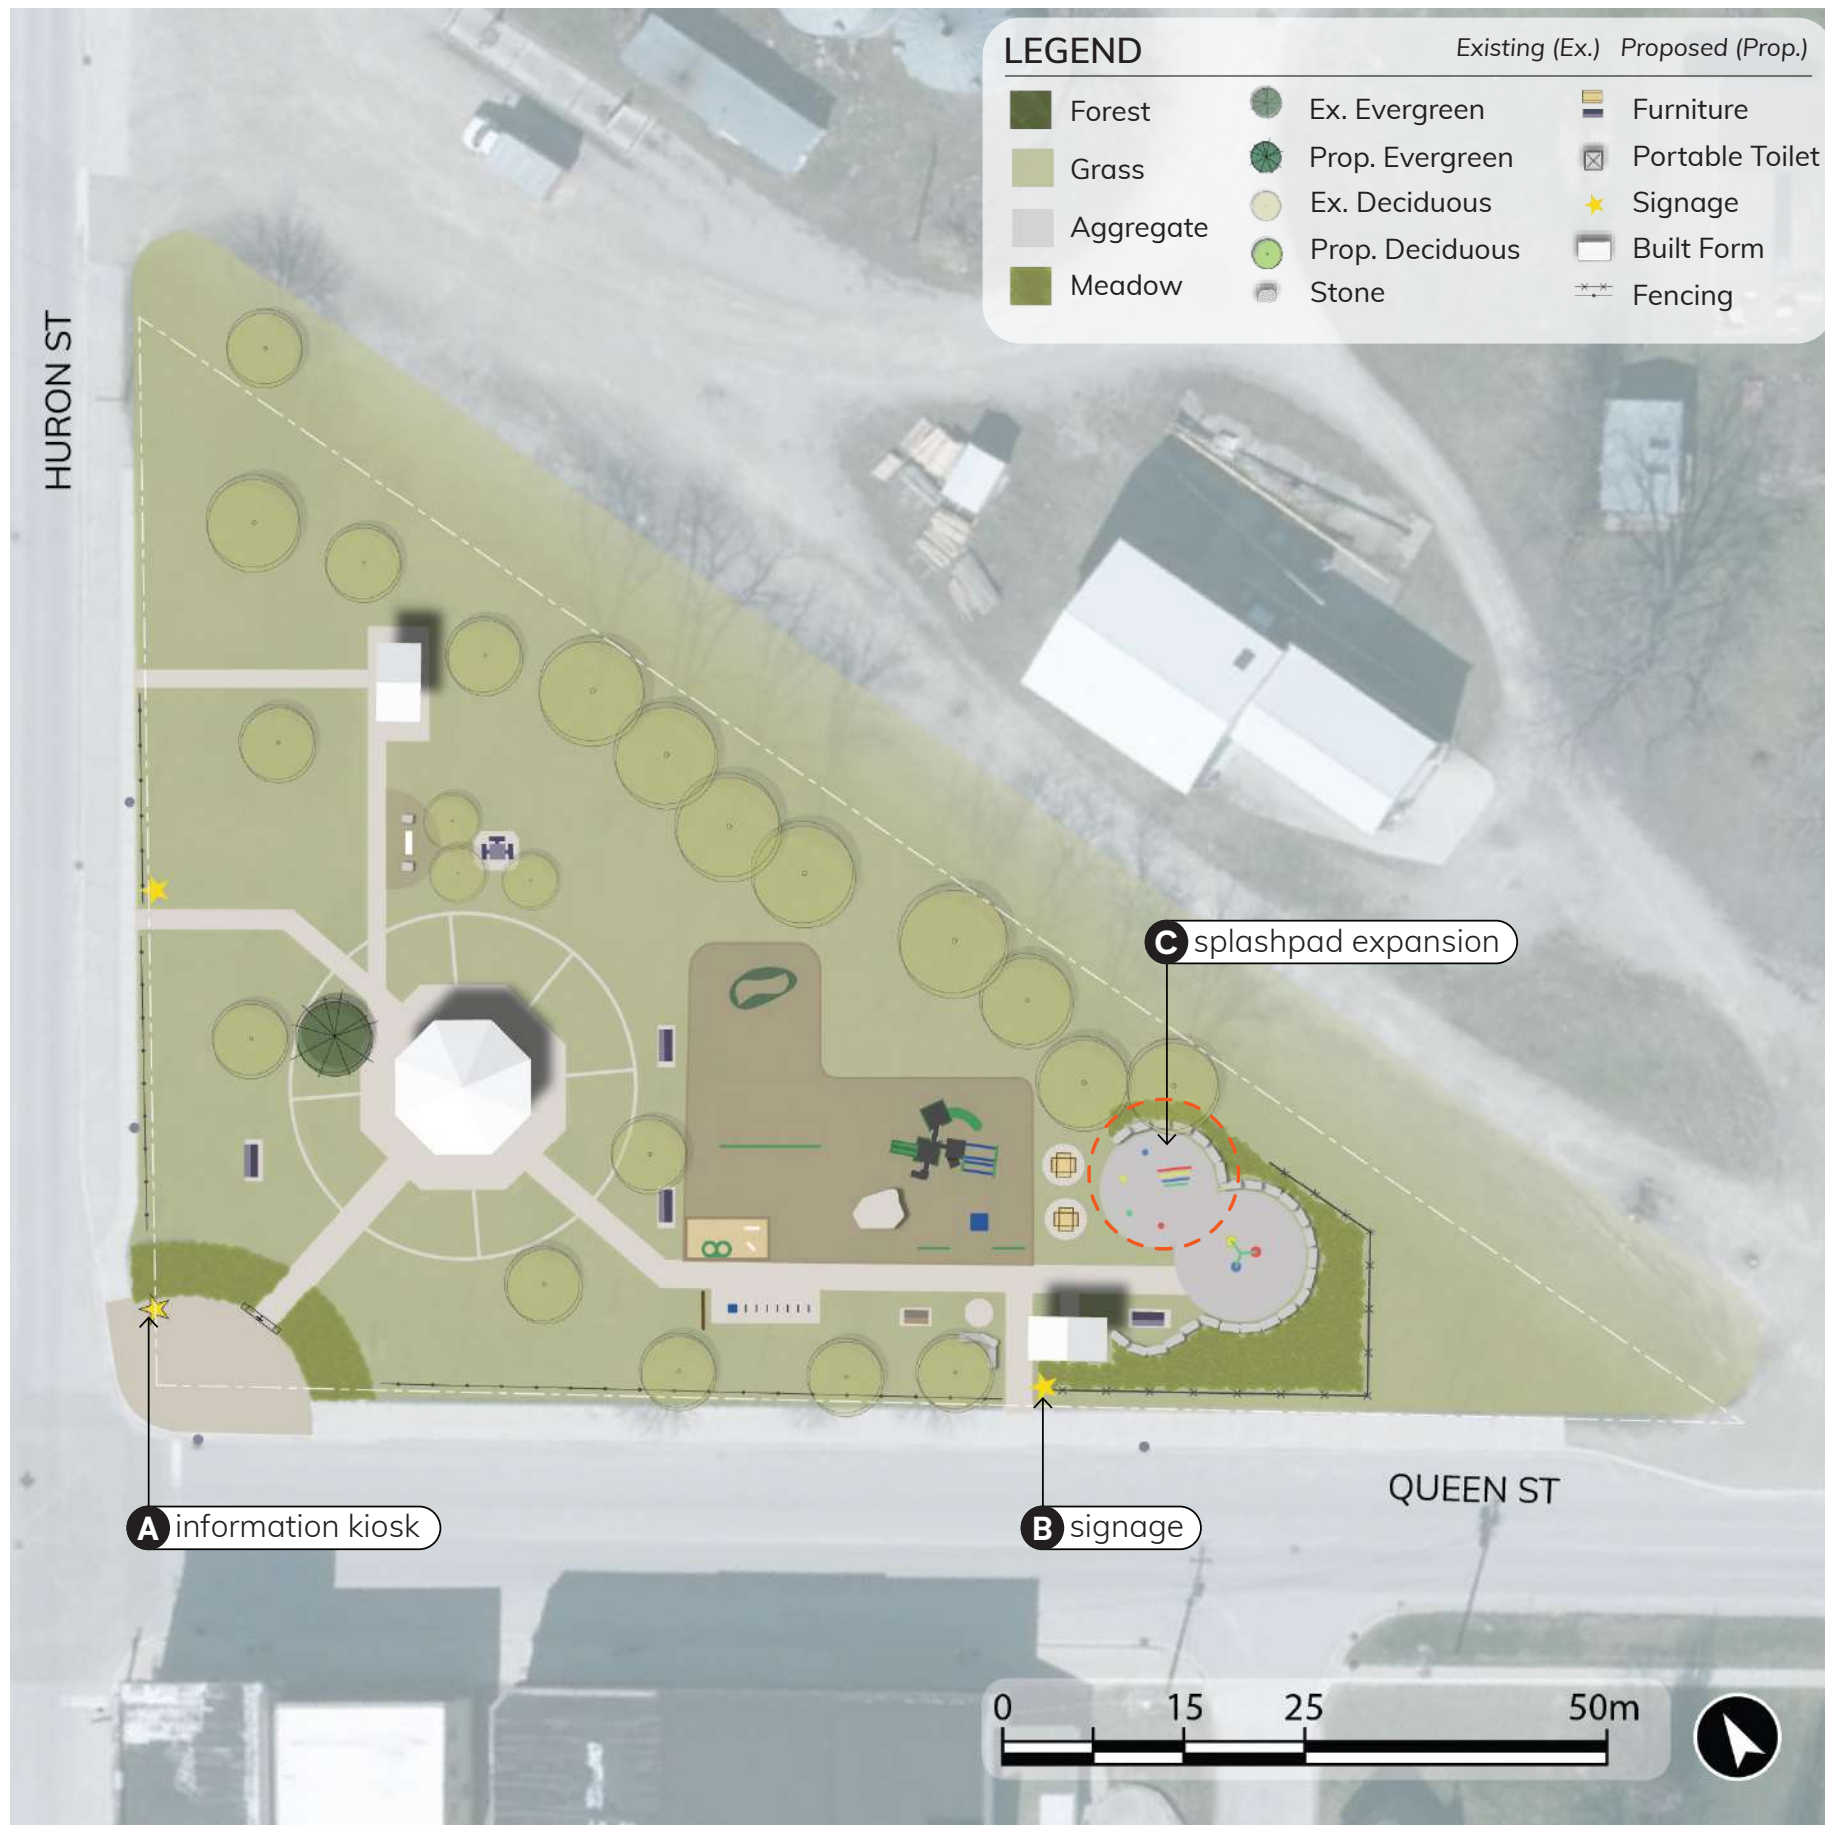 LEGEND
Existing (Ex.) Proposed (Prop.)
Forest
Grass
Aggregate
Meadow
Ex. Evergreen
Prop. Evergreen
Ex. Deciduous
Prop. Deciduous
Stone
Furniture
Portable Toilet
Signage
Built Form
Fencing
HURON ST
C splashpad expansion
QUEEN ST
A information kiosk
B signage
0 15 25 50m